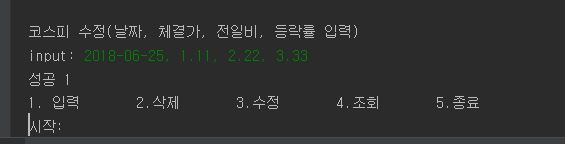 코스피 수정(날짜, 체결가, 전일비, 등락률 입력)
input: 2018-06-25, 1.11, 2.22, 3.33
성공 1
1. 입력 2.삭제 3.수정 4.조회 5.종료
시작: